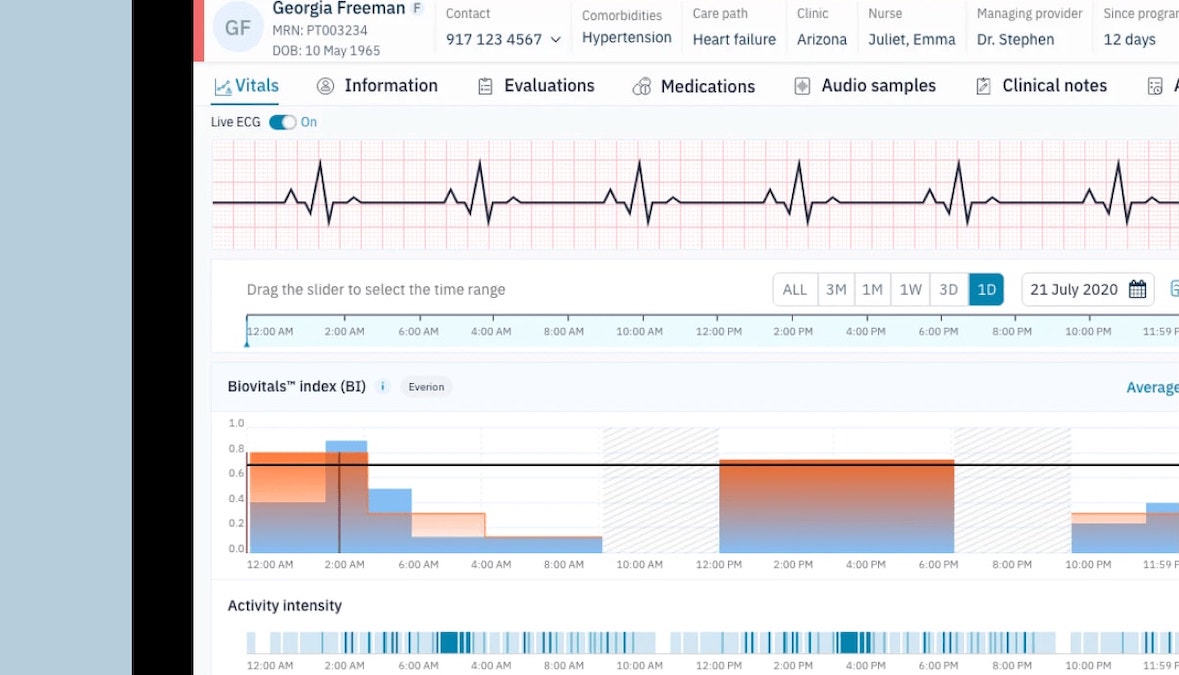 GF
Georgia Freeman F
MRN: PT003234
DOB: 10 May 1965
Contact
917 123 4567
Comorbidities
Hypertension
Care path
Heart failure
Clinic
Arizona
Nurse
Juliet, Emma
Managing provider
Dr. Stephen
Since progra
12 days
Vitals Information Evaluations Medications Audio samples Clinical notes A
Live ECG On
Drag the slider to select the time range ALL 3M 1M 1W 3D 1D 21 July 2020
12:00 AM 2:00 AM 6:00 AM 4:00 AM 8:00 AM 10:00 AM 12:00 PM 2:00 PM 4:00 PM 6:00 PM 8:00 PM 10:00 PM 11:59 P
Biovitals™ index (BI) i Everion Average
1.0
0.8
0.6
0.4
0.2
0.0
12:00 AM 2:00 AM 6:00 AM 4:00 AM 8:00 AM 10:00 AM 12:00 PM 2:00 PM 4:00 PM 6:00 PM 8:00 PM 10:00 PM 11:59 P
Activity intensity
12:00 AM 2:00 AM 6:00 AM 4:00 AM 8:00 AM 10:00 AM 12:00 PM 2:00 PM 4:00 PM 6:00 PM 8:00 PM 10:00 PM 11:59 P